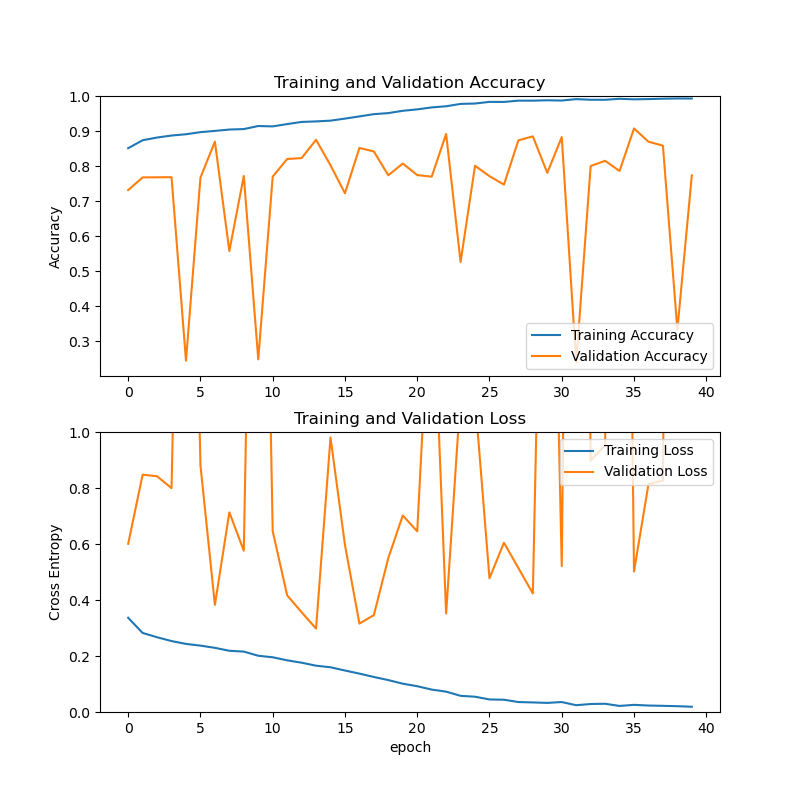 Training and Validation Accuracy
1.0
0.9
0.8
0.7
0.6
0.5
0.4
0.3
Accuracy
Training Accuracy
Validation Accuracy
0 5 10 15 20 25 30 35 40
Training and Validation Loss
1.0
0.8
0.6
0.4
0.2
0.0
Cross Entropy
Training Loss
Validation Loss
0 5 10 15 20 25 30 35 40
epoch